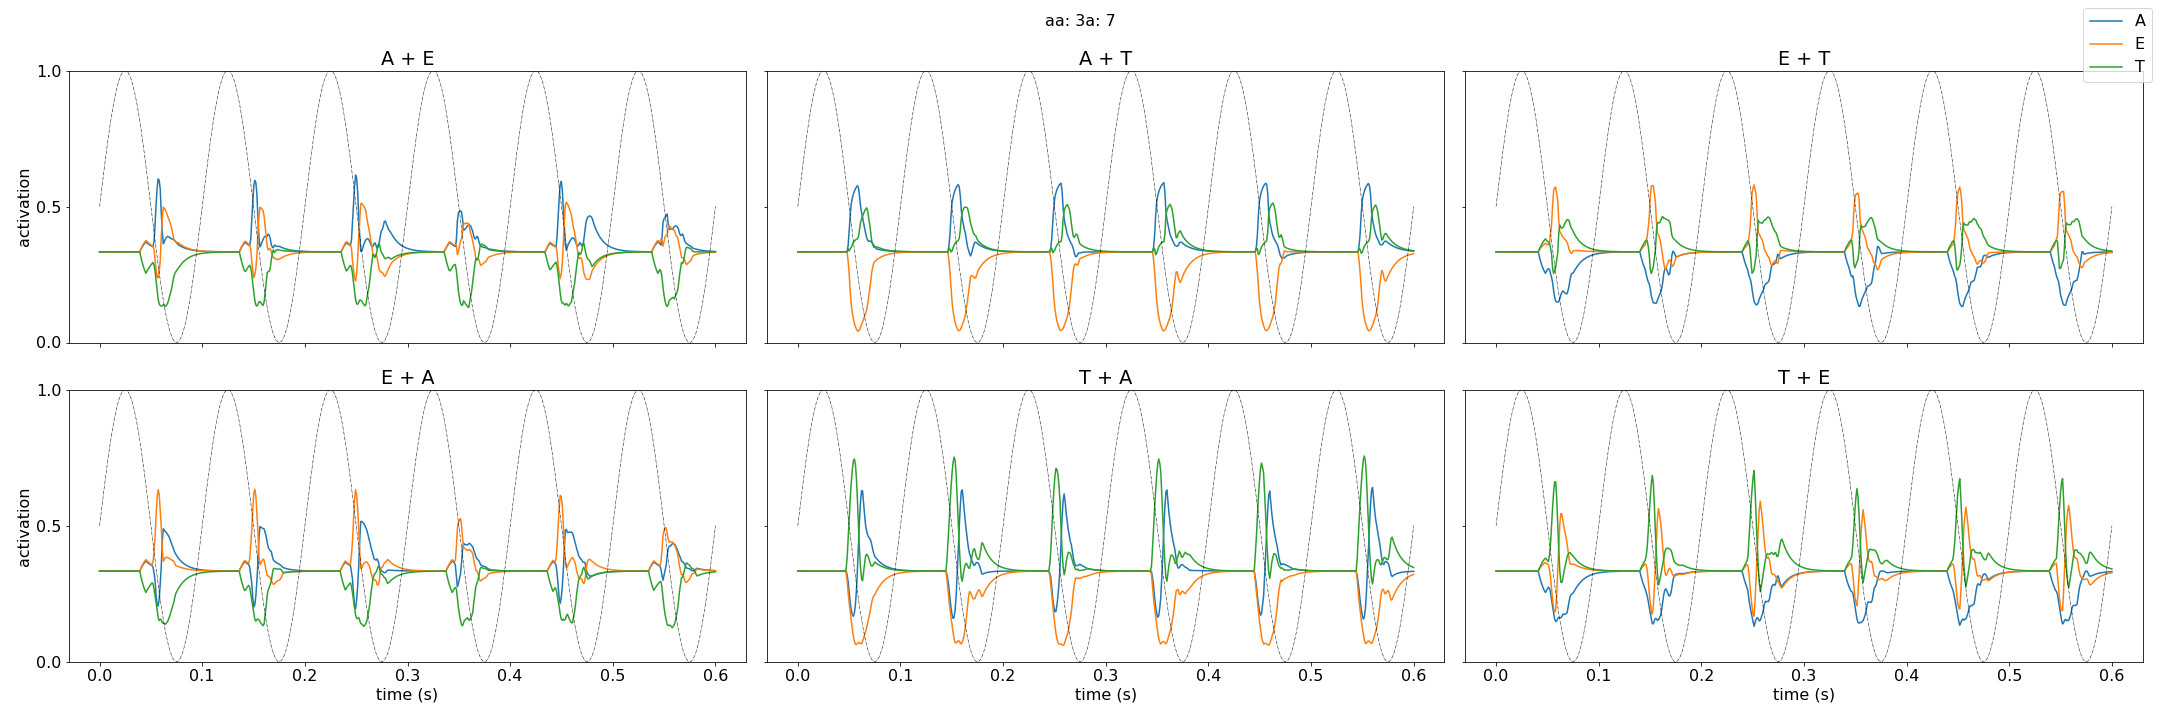 aa: 3a: 7
A
E
T
A + E
A + T
E + T
activation
1.0
0.5
0.0
E + A
T + A
T + E
activation
1.0
0.5
0.0
0.0 0.1 0.2 0.3 0.4 0.5 0.6
0.0 0.1 0.2 0.3 0.4 0.5 0.6
0.0 0.1 0.2 0.3 0.4 0.5 0.6
time (s)
time (s)
time (s)